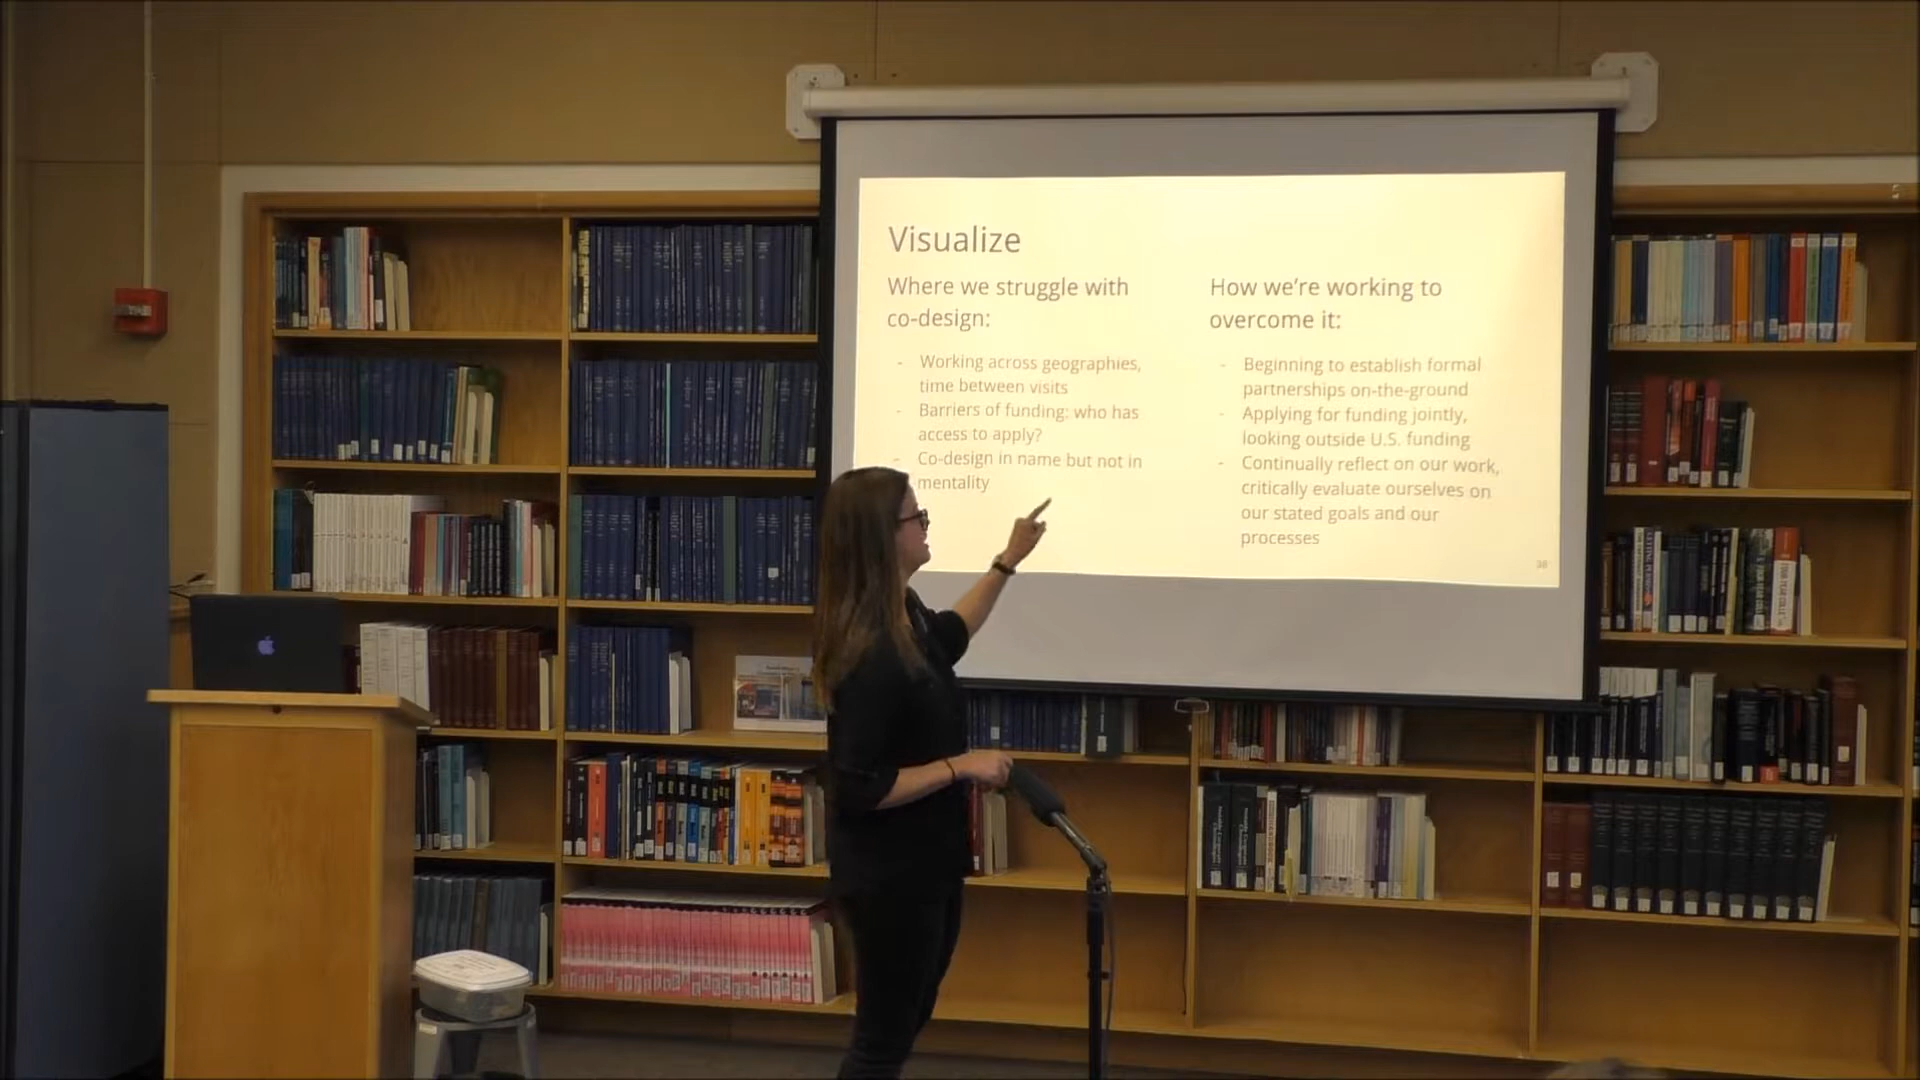 Visualize
Where we struggle with
co-design:
- Working across geographies,
time between visits
- Barriers of funding: who has
access to apply?
- Co-design in name but not in
mentality
How we're working to
overcome it:
- Beginning to establish formal
partnerships on-the-ground
- Applying for funding jointly,
looking outside U.S. funding
- Continually reflect on our work,
critically evaluate ourselves on
our stated goals and our
processes
38